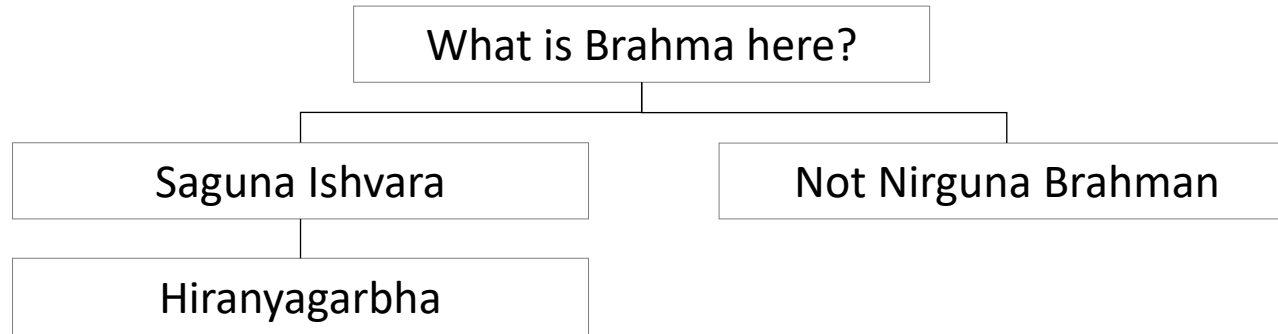 What is Brahma here?
Saguna Ishvara
Not Nirguna Brahman
Hiranyagarbha